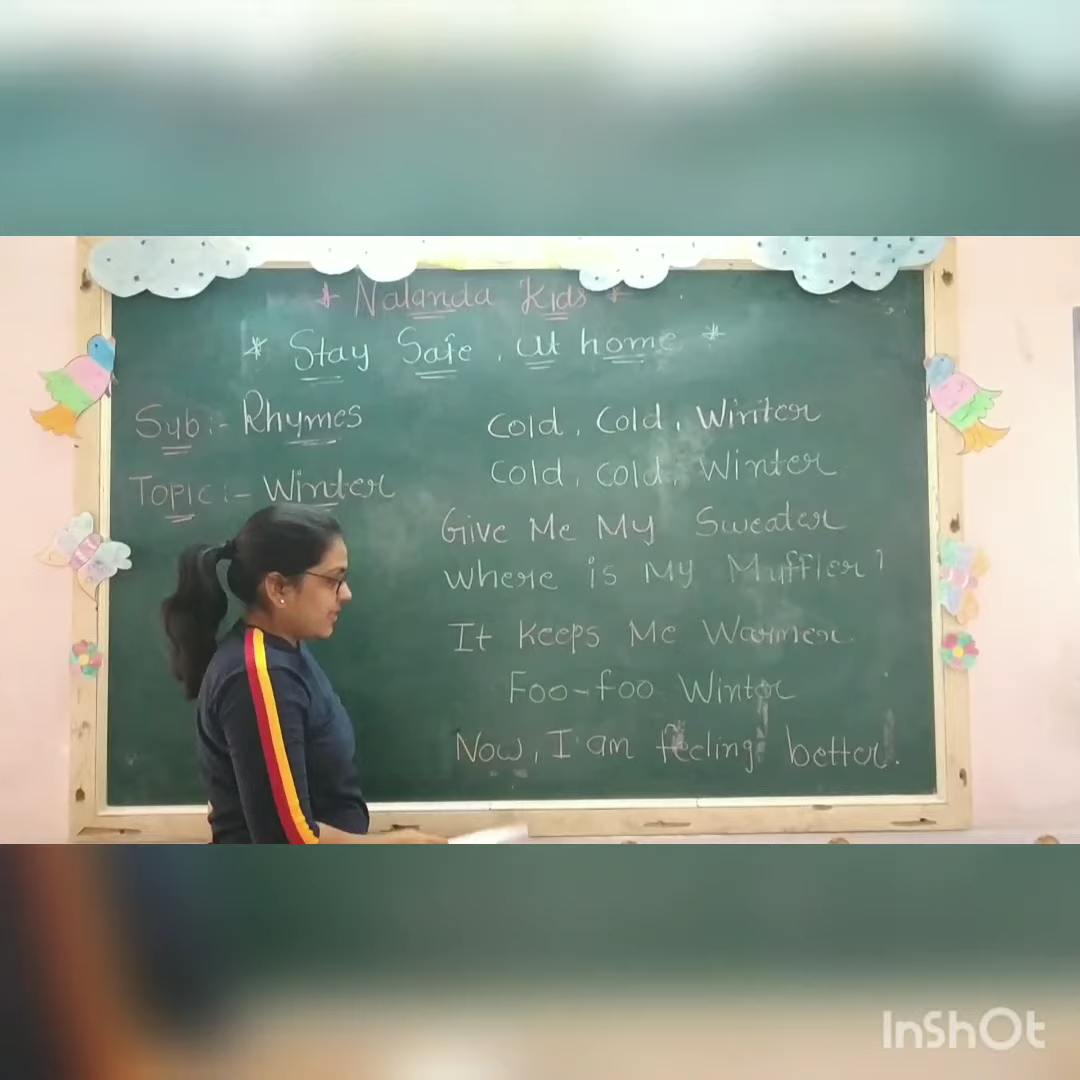 * Nalanda Kids *
* Stay Safe, at home *
Sub:- Rhymes
Topic:- Winter
Cold, Cold, Winter
Cold, Cold, Winter
Give Me My Sweater
Where is My Muffler?
It Keeps Me Warmer.
Foo-foo Winter
Now, I am feeling better.
InShOt